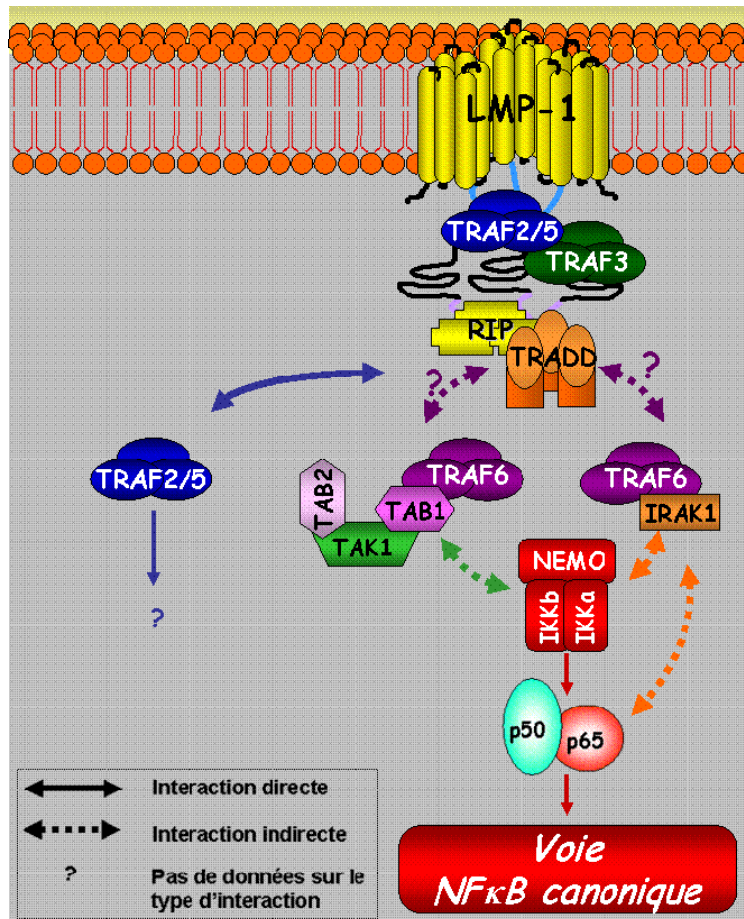 LMP-1
TRAF2/5
TRAF3
RIP
TRADD
?
?
TRAF2/5
TRAF6
TRAF6
TAB2
TAB1
IRAK1
TAK1
NEMO
IKKb
IKKa
?
p50
p65
Interaction directe
Interaction indirecte
? Pas de données sur le
type d'interaction
Voie
NFκB canonique